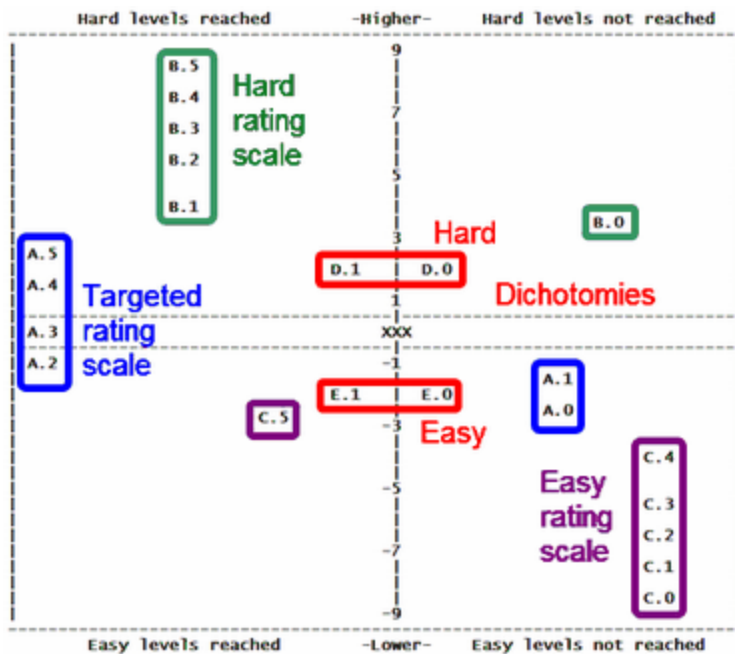 Hard levels reached -Higher- Hard levels not reached
9
B.5
B.4
Hard
rating
scale
7
B.3
B.2
5
B.1
B.0
3
Hard
A.5
D.1 D.0
A.4
Targeted
rating
scale
Dichotomies
1
A.3
XXX
A.2
-1
A.1
E.1 E.0
A.0
C.5
-3
Easy
C.4
Easy
rating
scale
-5
C.3
C.2
-7
C.1
C.0
-9
Easy levels reached -Lower- Easy levels not reached